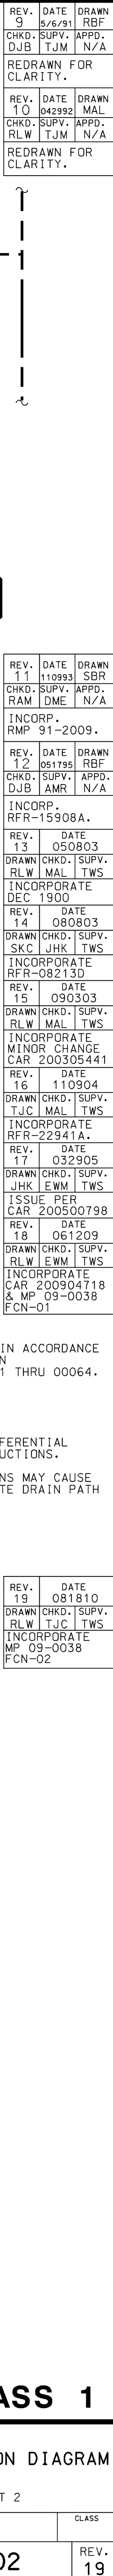 REV. DATE DRAWN
9 5/6/91 RBF
CHKD. SUPV. APPD.
DJB TJM N/A
REDRAWN FOR
CLARITY.
REV. DATE DRAWN
10 042992 MAL
CHKD. SUPV. APPD.
RLW TJM N/A
REDRAWN FOR
CLARITY.
REV. DATE DRAWN
11 110993 SBR
CHKD. SUPV. APPD.
RAM DME N/A
INCORP.
RMP 91-2009.
REV. DATE DRAWN
12 051795 RBF
CHKD. SUPV. APPD.
DJB AMR N/A
INCORP.
RFR-15908A.
REV. DATE
13 050803
DRAWN CHKD. SUPV.
RLW MAL TWS
INCORPORATE
DEC 1900
REV. DATE
14 080803
DRAWN CHKD. SUPV.
SKC JHK TWS
INCORPORATE
RFR-08213D
REV. DATE
15 090303
DRAWN CHKD. SUPV.
RLW MAL TWS
INCORPORATE
MINOR CHANGE
CAR 200305441
REV. DATE
16 110904
DRAWN CHKD. SUPV.
TJC MAL TWS
INCORPORATE
RFR-22941A.
REV. DATE
17 032905
DRAWN CHKD. SUPV.
JHK EWM TWS
ISSUE PER
CAR 200500798
REV. DATE
18 061209
DRAWN CHKD. SUPV.
RLW EWM TWS
INCORPORATE
CAR 200904718
& MP 09-0038
FCN-01
IN ACCORDANCE
N
1 THRU 00064.
FERENTIAL
UCTIONS.
NS MAY CAUSE
TE DRAIN PATH
REV. DATE
19 081810
DRAWN CHKD. SUPV.
RLW TJC TWS
INCORPORATE
MP 09-0038
FCN-02
ASS 1
ON DIAGRAM
T 2
CLASS
02
REV.
19